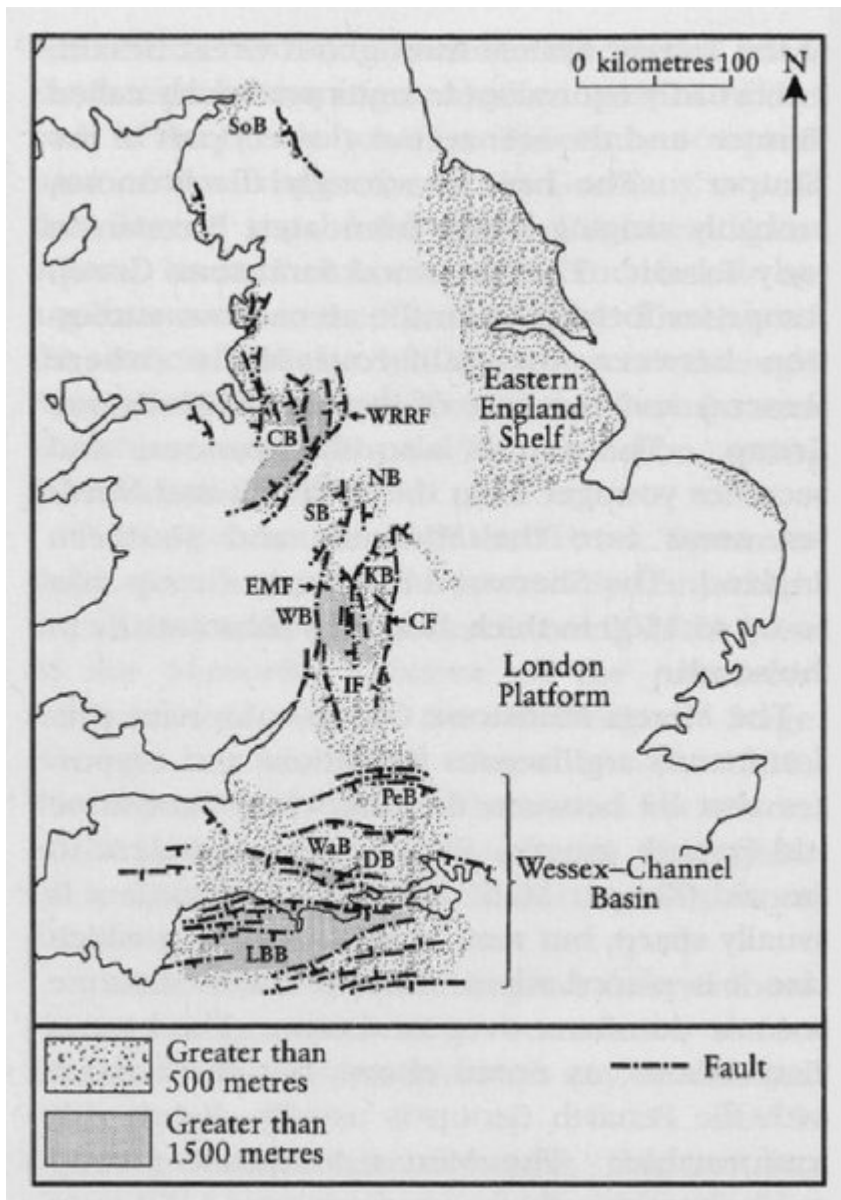 0 kilometres 100
N
SoB
Eastern
England
Shelf
WRRF
CB
NB
SB
KB
EMF
WB
CF
London
Platform
IF
PeB
WaB
DB
Wessex–Channel
Basin
LBB
Greater than
500 metres
Fault
Greater than
1500 metres